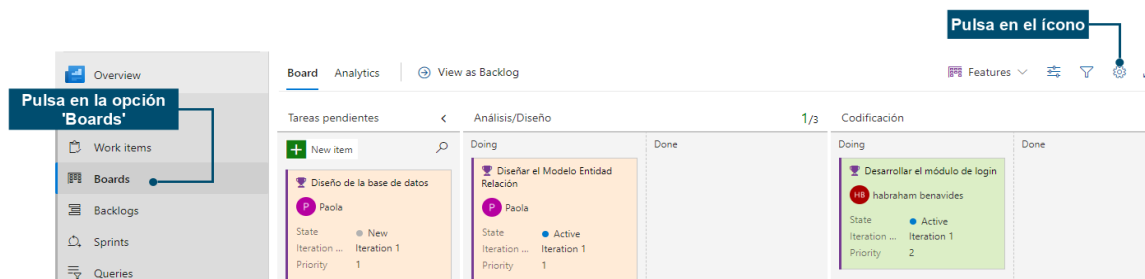 Pulsa en el ícono
Overview
Board Analytics View as Backlog
Features
Pulsa en la opción
'Boards'
Tareas pendientes
Análisis/Diseño 1/3
Codificación
Work items
New item
Doing Done
Doing Done
Boards
Diseño de la base de datos
Paola
State New
Iteration ... Iteration 1
Priority 1
Diseñar el Modelo Entidad
Relación
Paola
State Active
Iteration ... Iteration 1
Priority 1
Desarrollar el módulo de login
HB habraham benavides
State Active
Iteration ... Iteration 1
Priority 2
Backlogs
Sprints
Queries